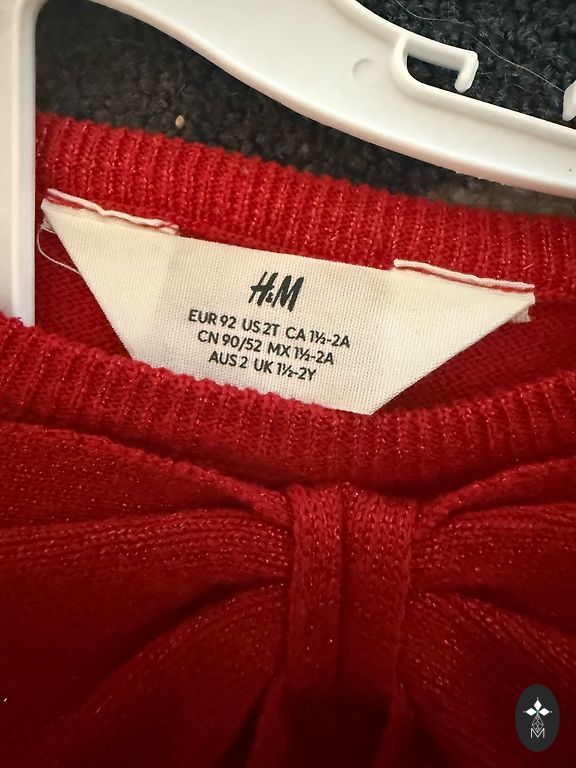 H&M
EUR 92 US 2T CA 1½-2A
CN 90/52 MX 1½-2A
AUS 2 UK 1½-2Y
M